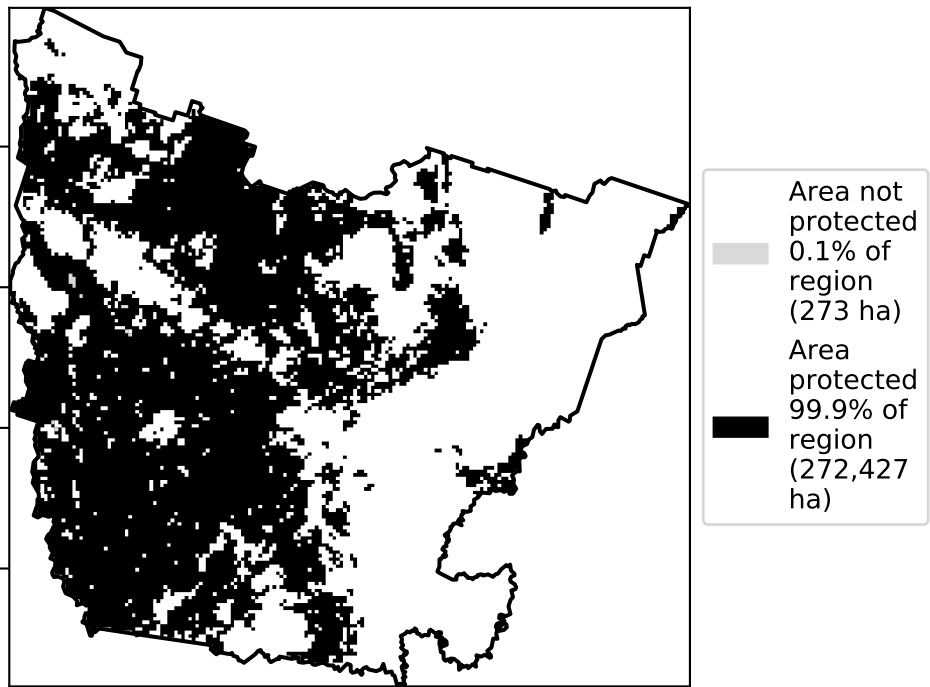 Area not
protected
0.1% of
region
(273 ha)
Area
protected
99.9% of
region
(272,427
ha)